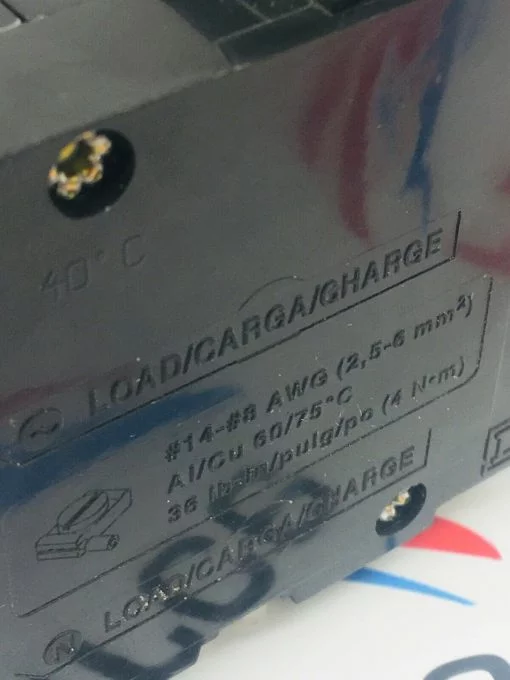 40°C
LOAD/CARGA/CHARGE
#14-#8 AWG (2,5-6 mm²)
Al/Cu 60/75°C
36 lb-in/pulg/po (4 N•m)
LOAD/CARGA/CHARGE
N